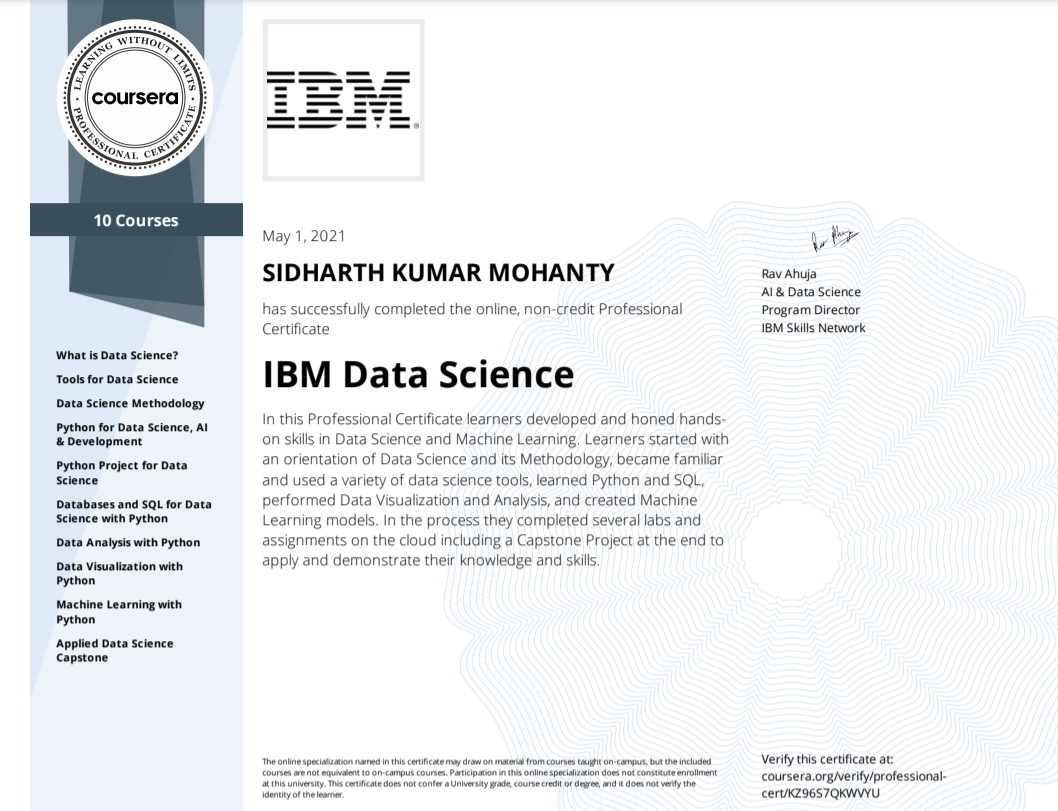 LEARNING WITHOUT LIMITS
coursera
PROFESSIONAL CERTIFICATE
10 Courses
What is Data Science?
Tools for Data Science
Data Science Methodology
Python for Data Science, AI
& Development
Python Project for Data
Science
Databases and SQL for Data
Science with Python
Data Analysis with Python
Data Visualization with
Python
Machine Learning with
Python
Applied Data Science
Capstone
IBM®
May 1, 2021
SIDHARTH KUMAR MOHANTY
has successfully completed the online, non-credit Professional
Certificate
IBM Data Science
In this Professional Certificate learners developed and honed hands-
on skills in Data Science and Machine Learning. Learners started with
an orientation of Data Science and its Methodology, became familiar
and used a variety of data science tools, learned Python and SQL,
performed Data Visualization and Analysis, and created Machine
Learning models. In the process they completed several labs and
assignments on the cloud including a Capstone Project at the end to
apply and demonstrate their knowledge and skills.
Rav Ahuja
Rav Ahuja
AI & Data Science
Program Director
IBM Skills Network
The online specialization named in this certificate may draw on material from courses taught on-campus, but the included
courses are not equivalent to on-campus courses. Participation in this online specialization does not constitute enrollment
at this university. This certificate does not confer a University grade, course credit or degree, and it does not verify the
identity of the learner.
Verify this certificate at:
coursera.org/verify/professional-
cert/KZ96S7QKWVYU